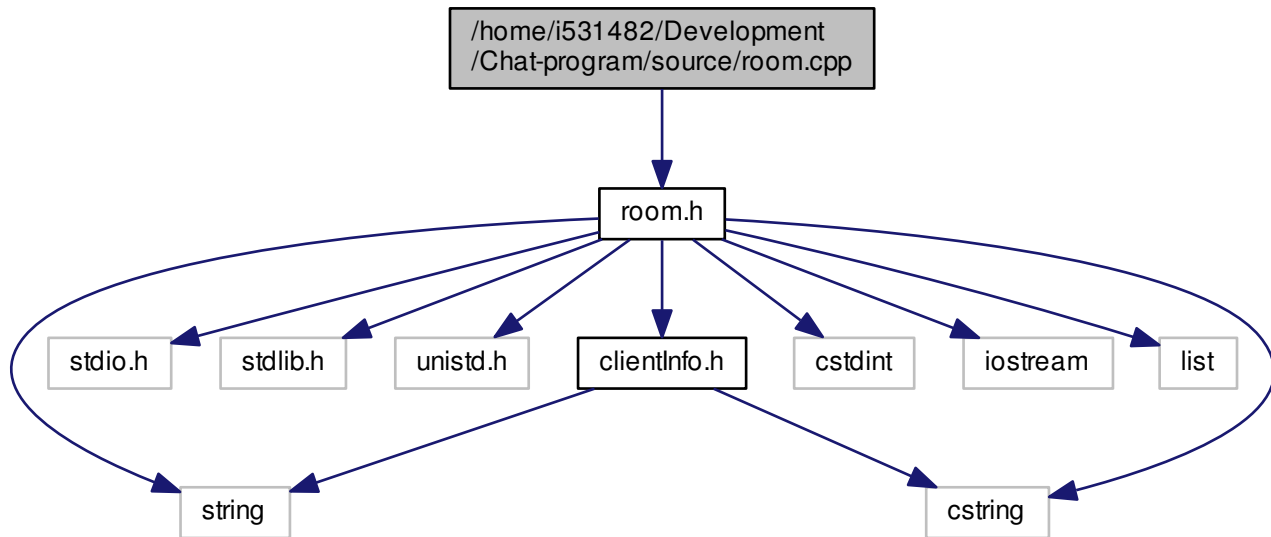 /home/i531482/Development
/Chat-program/source/room.cpp
room.h
stdio.h
stdlib.h
unistd.h
clientInfo.h
cstdint
iostream
list
string
cstring